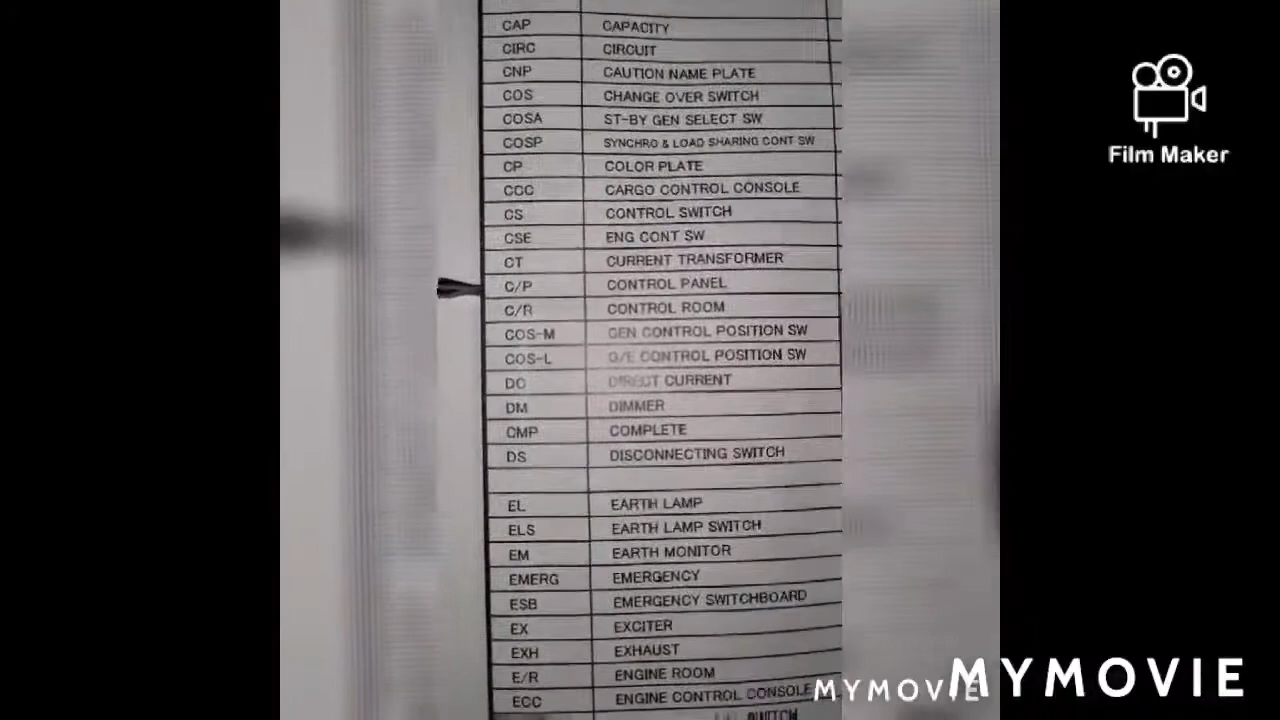 CAP CAPACITY
CIRC CIRCUIT
CNP CAUTION NAME PLATE
COS CHANGE OVER SWITCH
COSA ST-BY GEN SELECT SW
COSP SYNCHRO & LOAD SHARING CONT SW
CP COLOR PLATE
CCC CARGO CONTROL CONSOLE
CS CONTROL SWITCH
CSE ENG CONT SW
CT CURRENT TRANSFORMER
C/P CONTROL PANEL
C/R CONTROL ROOM
COS-M GEN CONTROL POSITION SW
COS-L G/E CONTROL POSITION SW
DC DIRECT CURRENT
DM DIMMER
CMP COMPLETE
DS DISCONNECTING SWITCH
EL EARTH LAMP
ELS EARTH LAMP SWITCH
EM EARTH MONITOR
EMERG EMERGENCY
ESB EMERGENCY SWITCHBOARD
EX EXCITER
EXH EXHAUST
E/R ENGINE ROOM
ECC ENGINE CONTROL CONSOLE
SWITCH
Film Maker
MYMOVIE
MYMOVIE